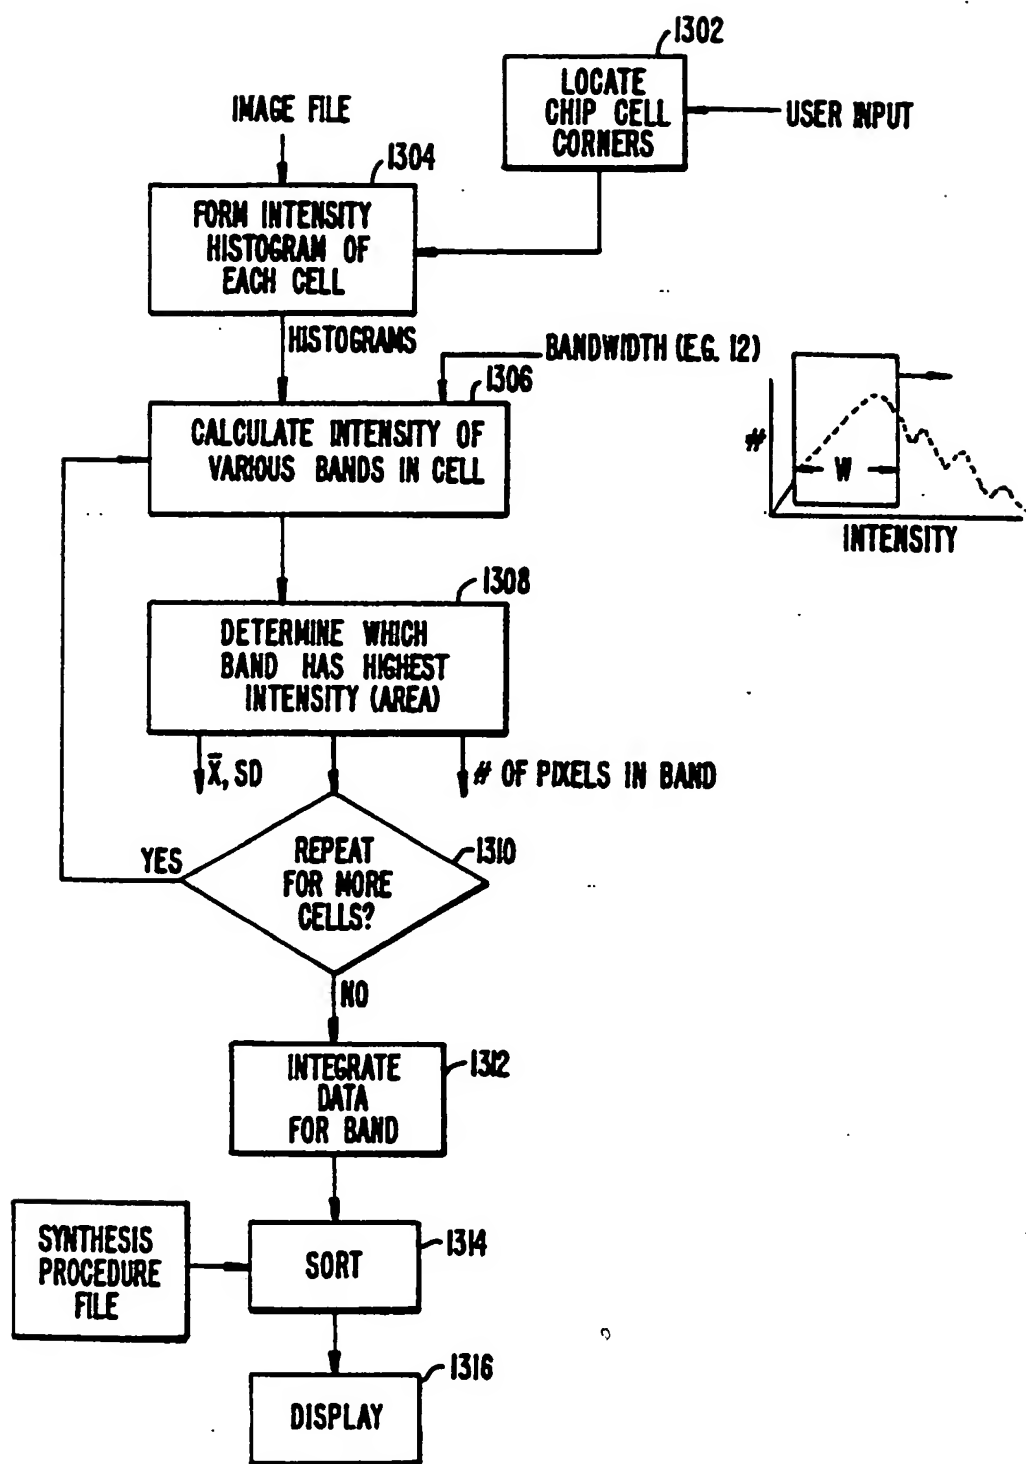 1302
LOCATE
CHIP CELL
CORNERS
USER INPUT
IMAGE FILE
1304
FORM INTENSITY
HISTOGRAM OF
EACH CELL
HISTOGRAMS
BANDWIDTH (E.G. 12)
1306
CALCULATE INTENSITY OF
VARIOUS BANDS IN CELL
#
W
INTENSITY
1308
DETERMINE WHICH
BAND HAS HIGHEST
INTENSITY (AREA)
X̅, SD
# OF PIXELS IN BAND
YES
REPEAT
FOR MORE
CELLS?
1310
NO
1312
INTEGRATE
DATA
FOR BAND
SYNTHESIS
PROCEDURE
FILE
1314
SORT
1316
DISPLAY